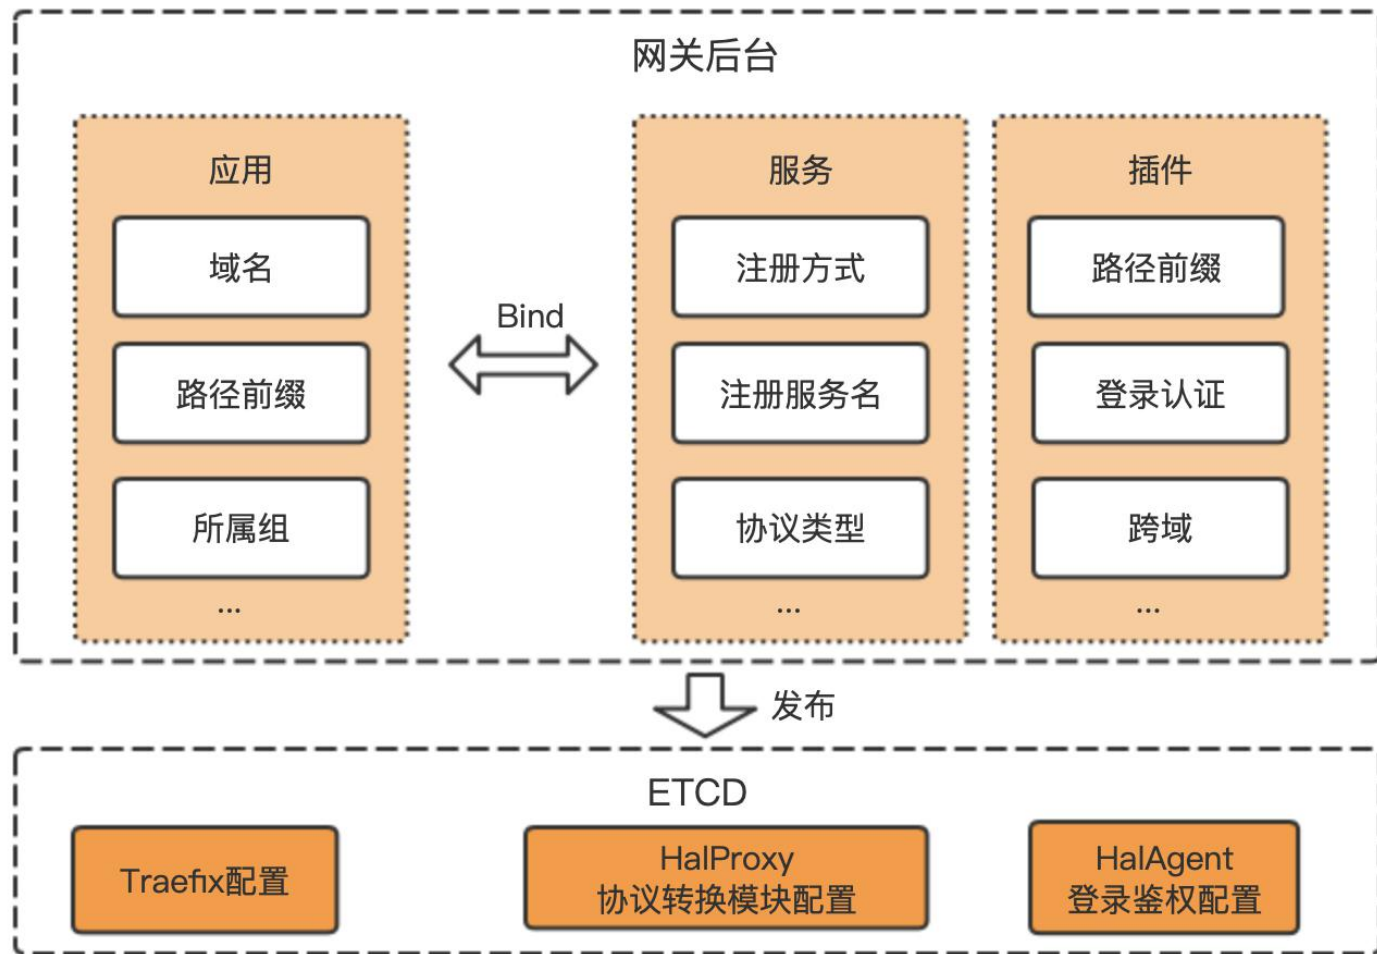 网关后台
应用
域名
路径前缀
所属组
...
Bind
服务
注册方式
注册服务名
协议类型
...
插件
路径前缀
登录认证
跨域
...
发布
ETCD
Traefix配置
HalProxy
协议转换模块配置
HalAgent
登录鉴权配置